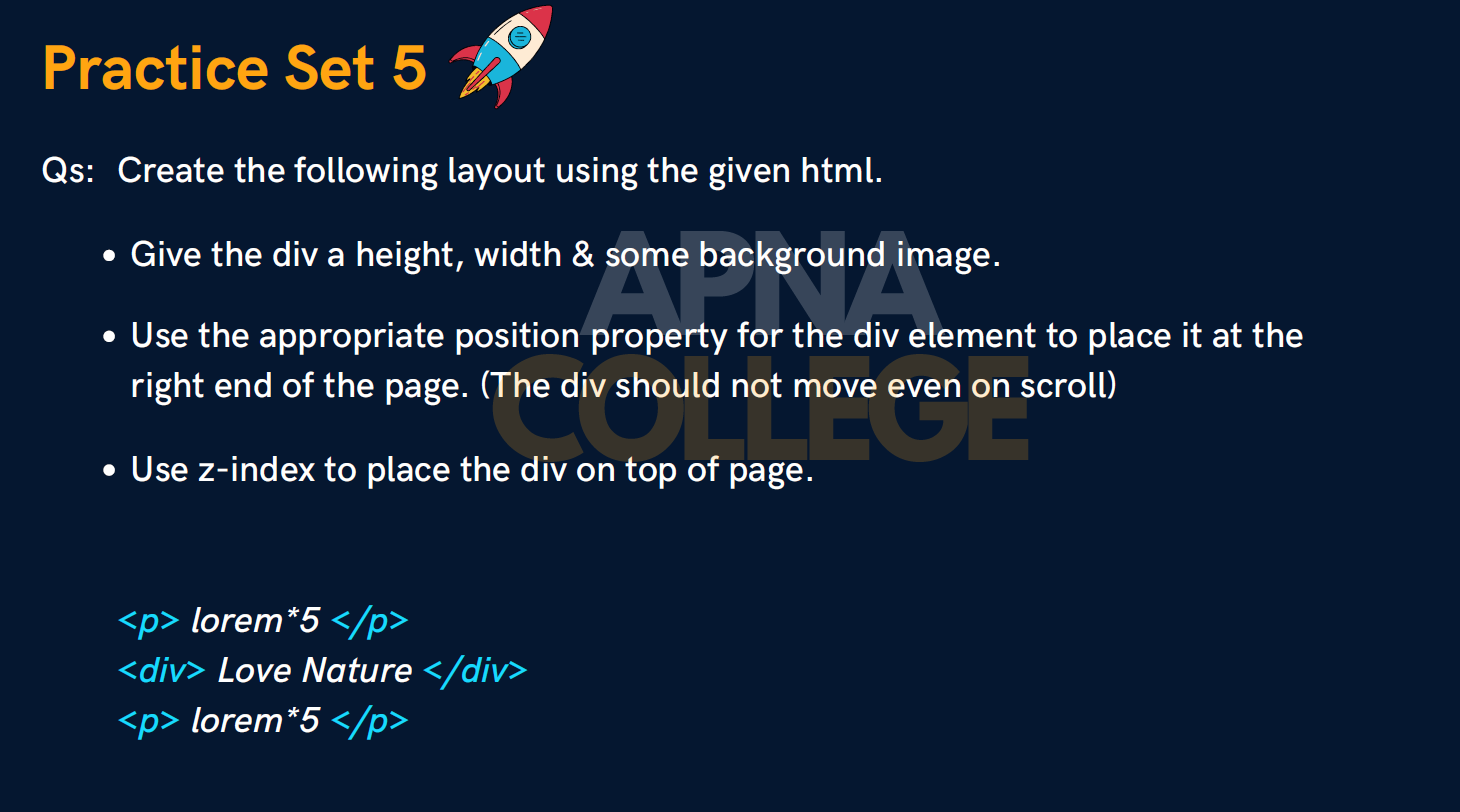 Practice Set 5
Qs: Create the following layout using the given html.
• Give the div a height, width & some background image.
APNA
• Use the appropriate position property for the div element to place it at the
right end of the page. (The div should not move even on scroll)
COLLEGE
• Use z-index to place the div on top of page.
<p> lorem*5 </p>
<div> Love Nature </div>
<p> lorem*5 </p>